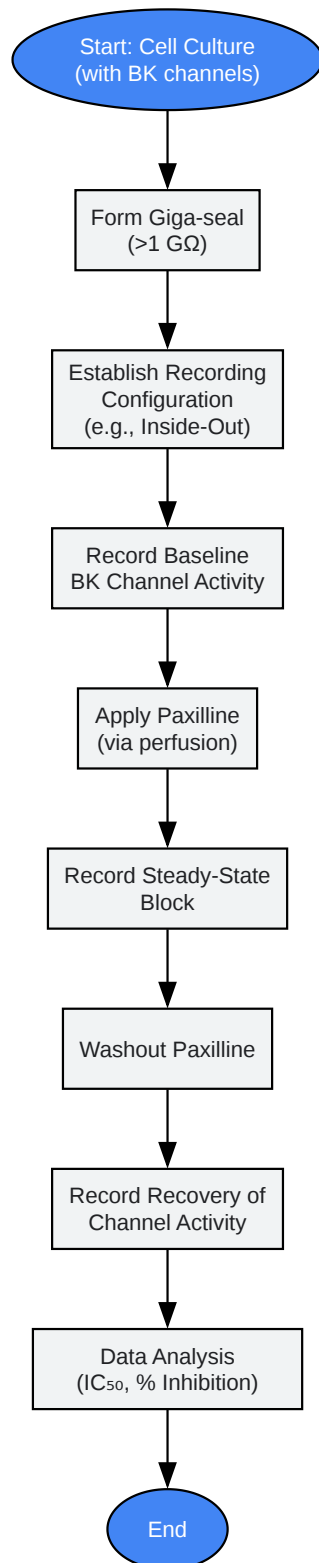 Start: Cell Culture
(with BK channels)
Form Giga-seal
(>1 GΩ)
Establish Recording
Configuration
(e.g., Inside-Out)
Record Baseline
BK Channel Activity
Apply Paxilline
(via perfusion)
Record Steady-State
Block
Washout Paxilline
Record Recovery of
Channel Activity
Data Analysis
(IC₅₀, % Inhibition)
End